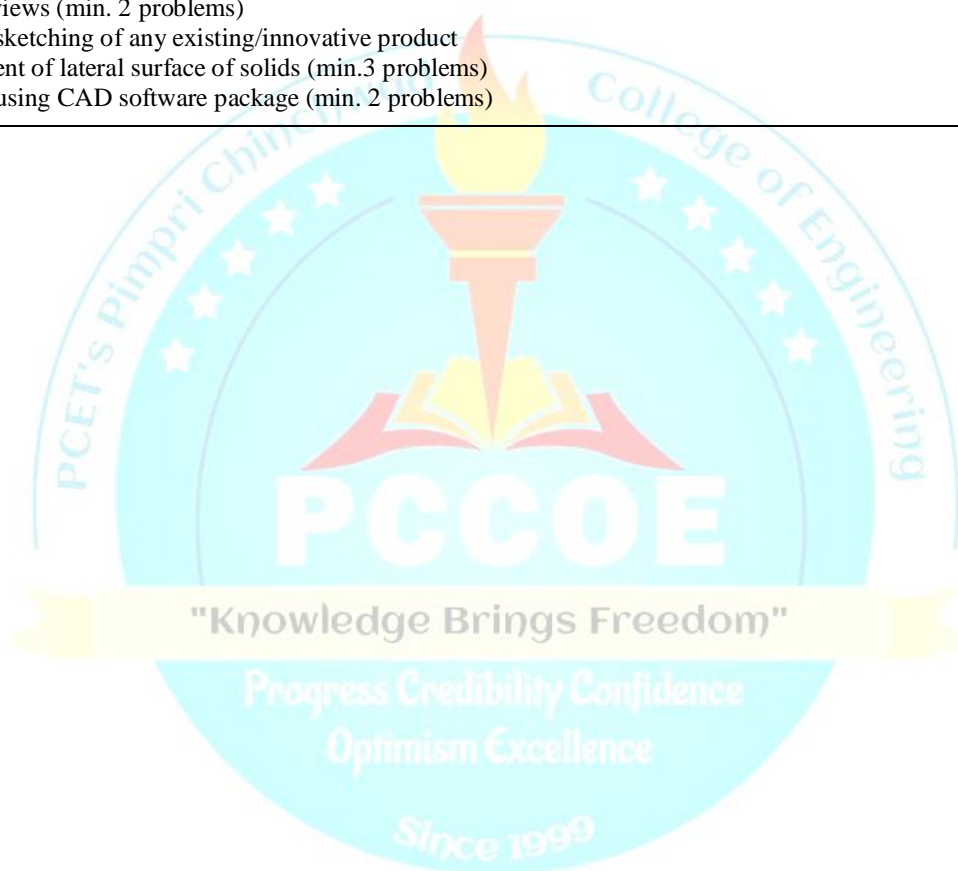 views (min. 2 problems)
sketching of any existing/innovative product
ent of lateral surface of solids (min.3 problems)
using CAD software package (min. 2 problems)
PCET's Pimpri Chinchwad College of Engineering
PCCOE
"Knowledge Brings Freedom"
Progress Credibility Confidence
Optimism Excellence
Since 1999